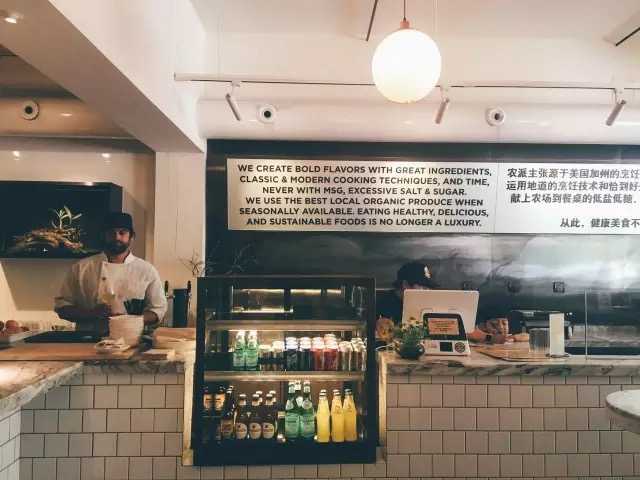 WE CREATE BOLD FLAVORS WITH GREAT INGREDIENTS,
CLASSIC & MODERN COOKING TECHNIQUES, AND TIME,
NEVER WITH MSG, EXCESSIVE SALT & SUGAR.
WE USE THE BEST LOCAL ORGANIC PRODUCE WHEN
SEASONALLY AVAILABLE. EATING HEALTHY, DELICIOUS,
AND SUSTAINABLE FOODS IS NO LONGER A LUXURY.
农派主张源于美国加州的烹饪
运用地道的烹饪技术和恰到好
献上农场到餐桌的低盐低糖
从此，健康美食不